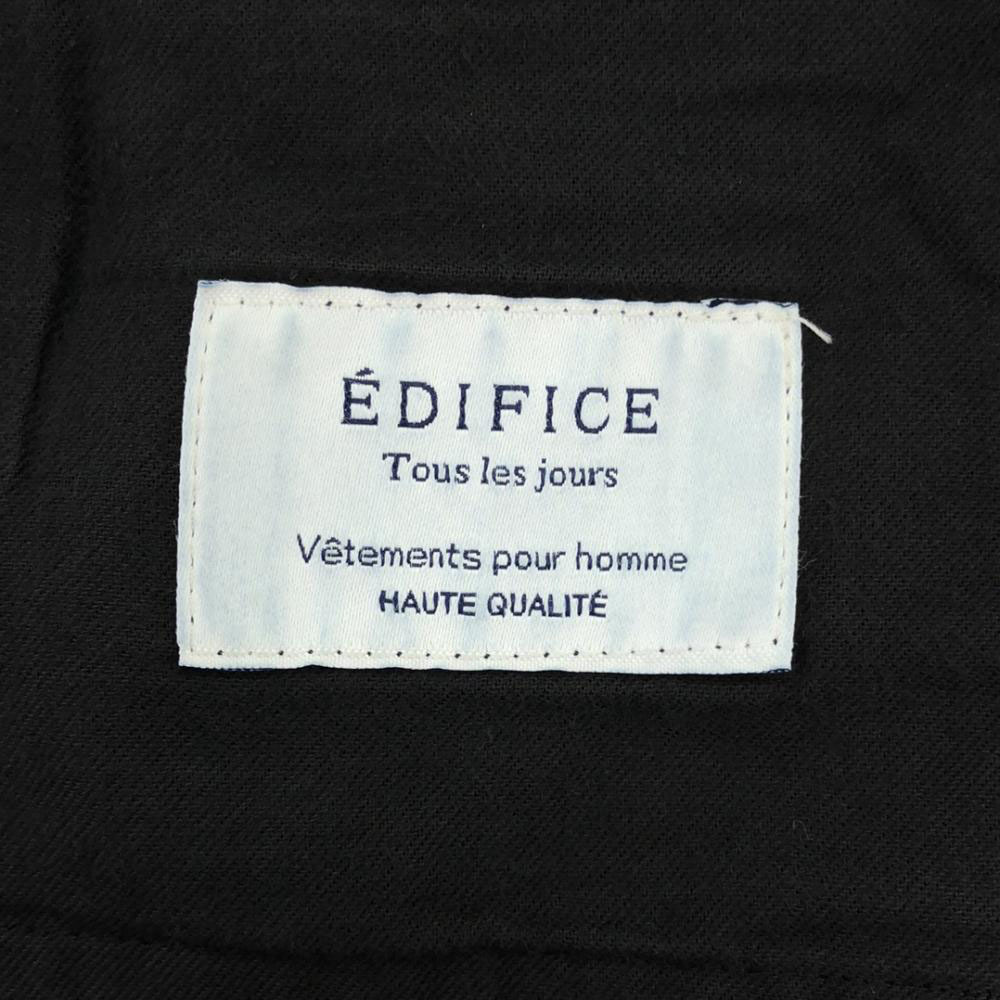 ÉDIFICE
Tous les jours
Vêtements pour homme
HAUTE QUALITÉ